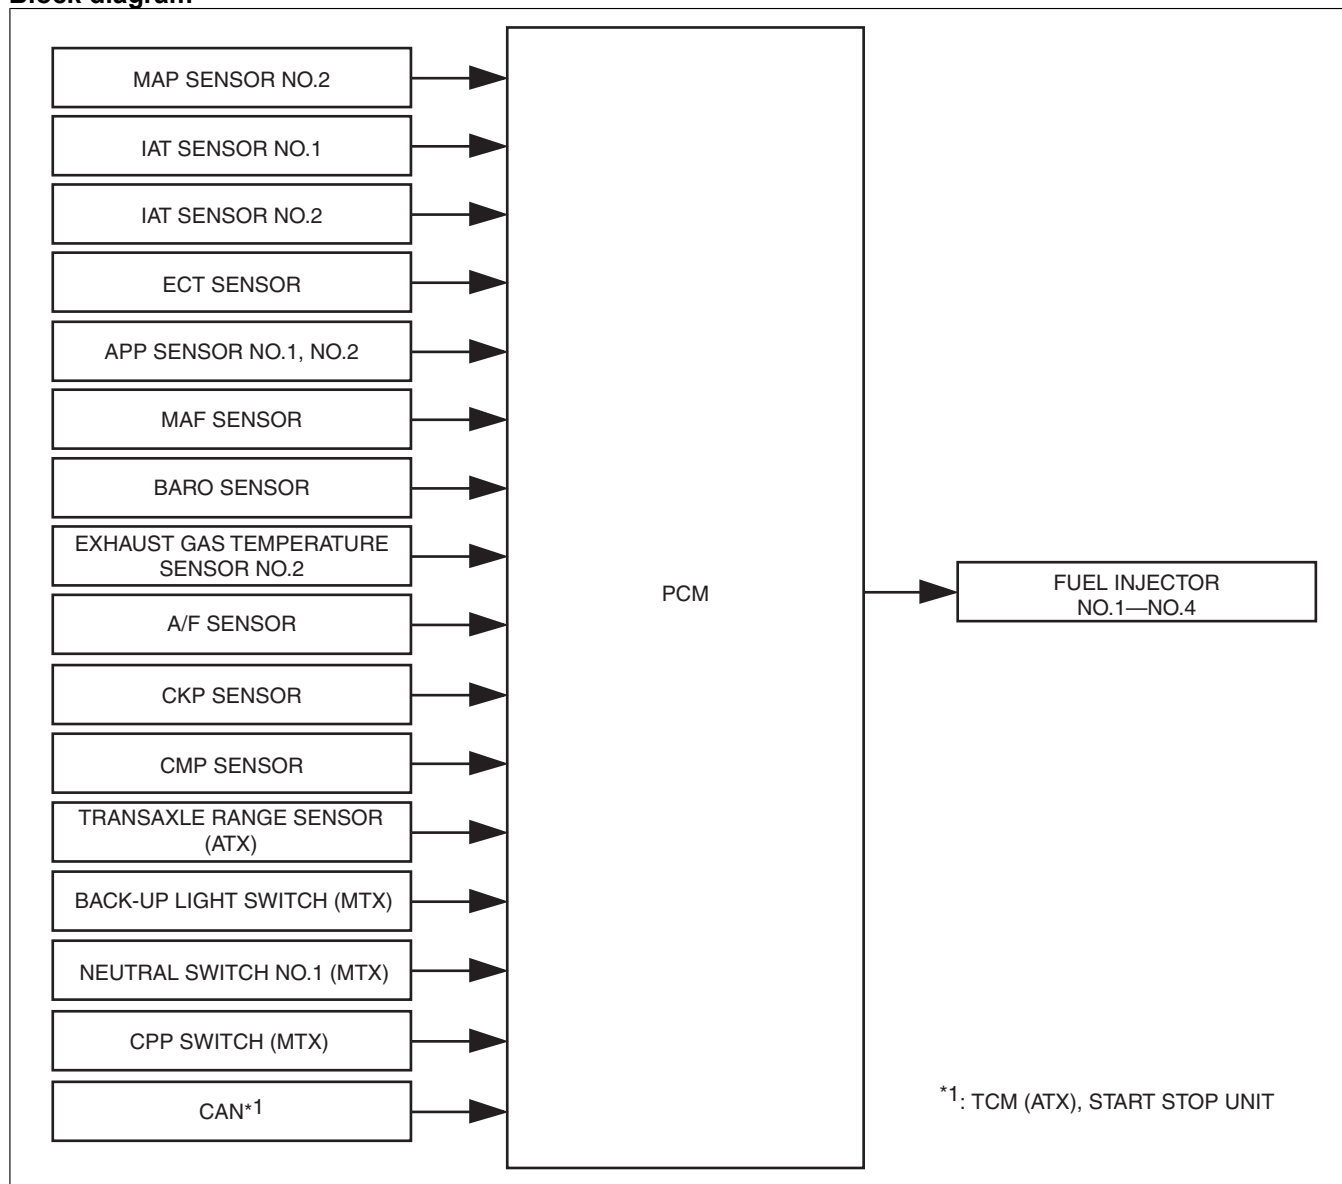 Block diagram
MAP SENSOR NO.2
IAT SENSOR NO.1
IAT SENSOR NO.2
ECT SENSOR
APP SENSOR NO.1, NO.2
MAF SENSOR
BARO SENSOR
EXHAUST GAS TEMPERATURE
SENSOR NO.2
A/F SENSOR
CKP SENSOR
CMP SENSOR
TRANSAXLE RANGE SENSOR
(ATX)
BACK-UP LIGHT SWITCH (MTX)
NEUTRAL SWITCH NO.1 (MTX)
CPP SWITCH (MTX)
CAN*1
PCM
FUEL INJECTOR
NO.1—NO.4
*1: TCM (ATX), START STOP UNIT